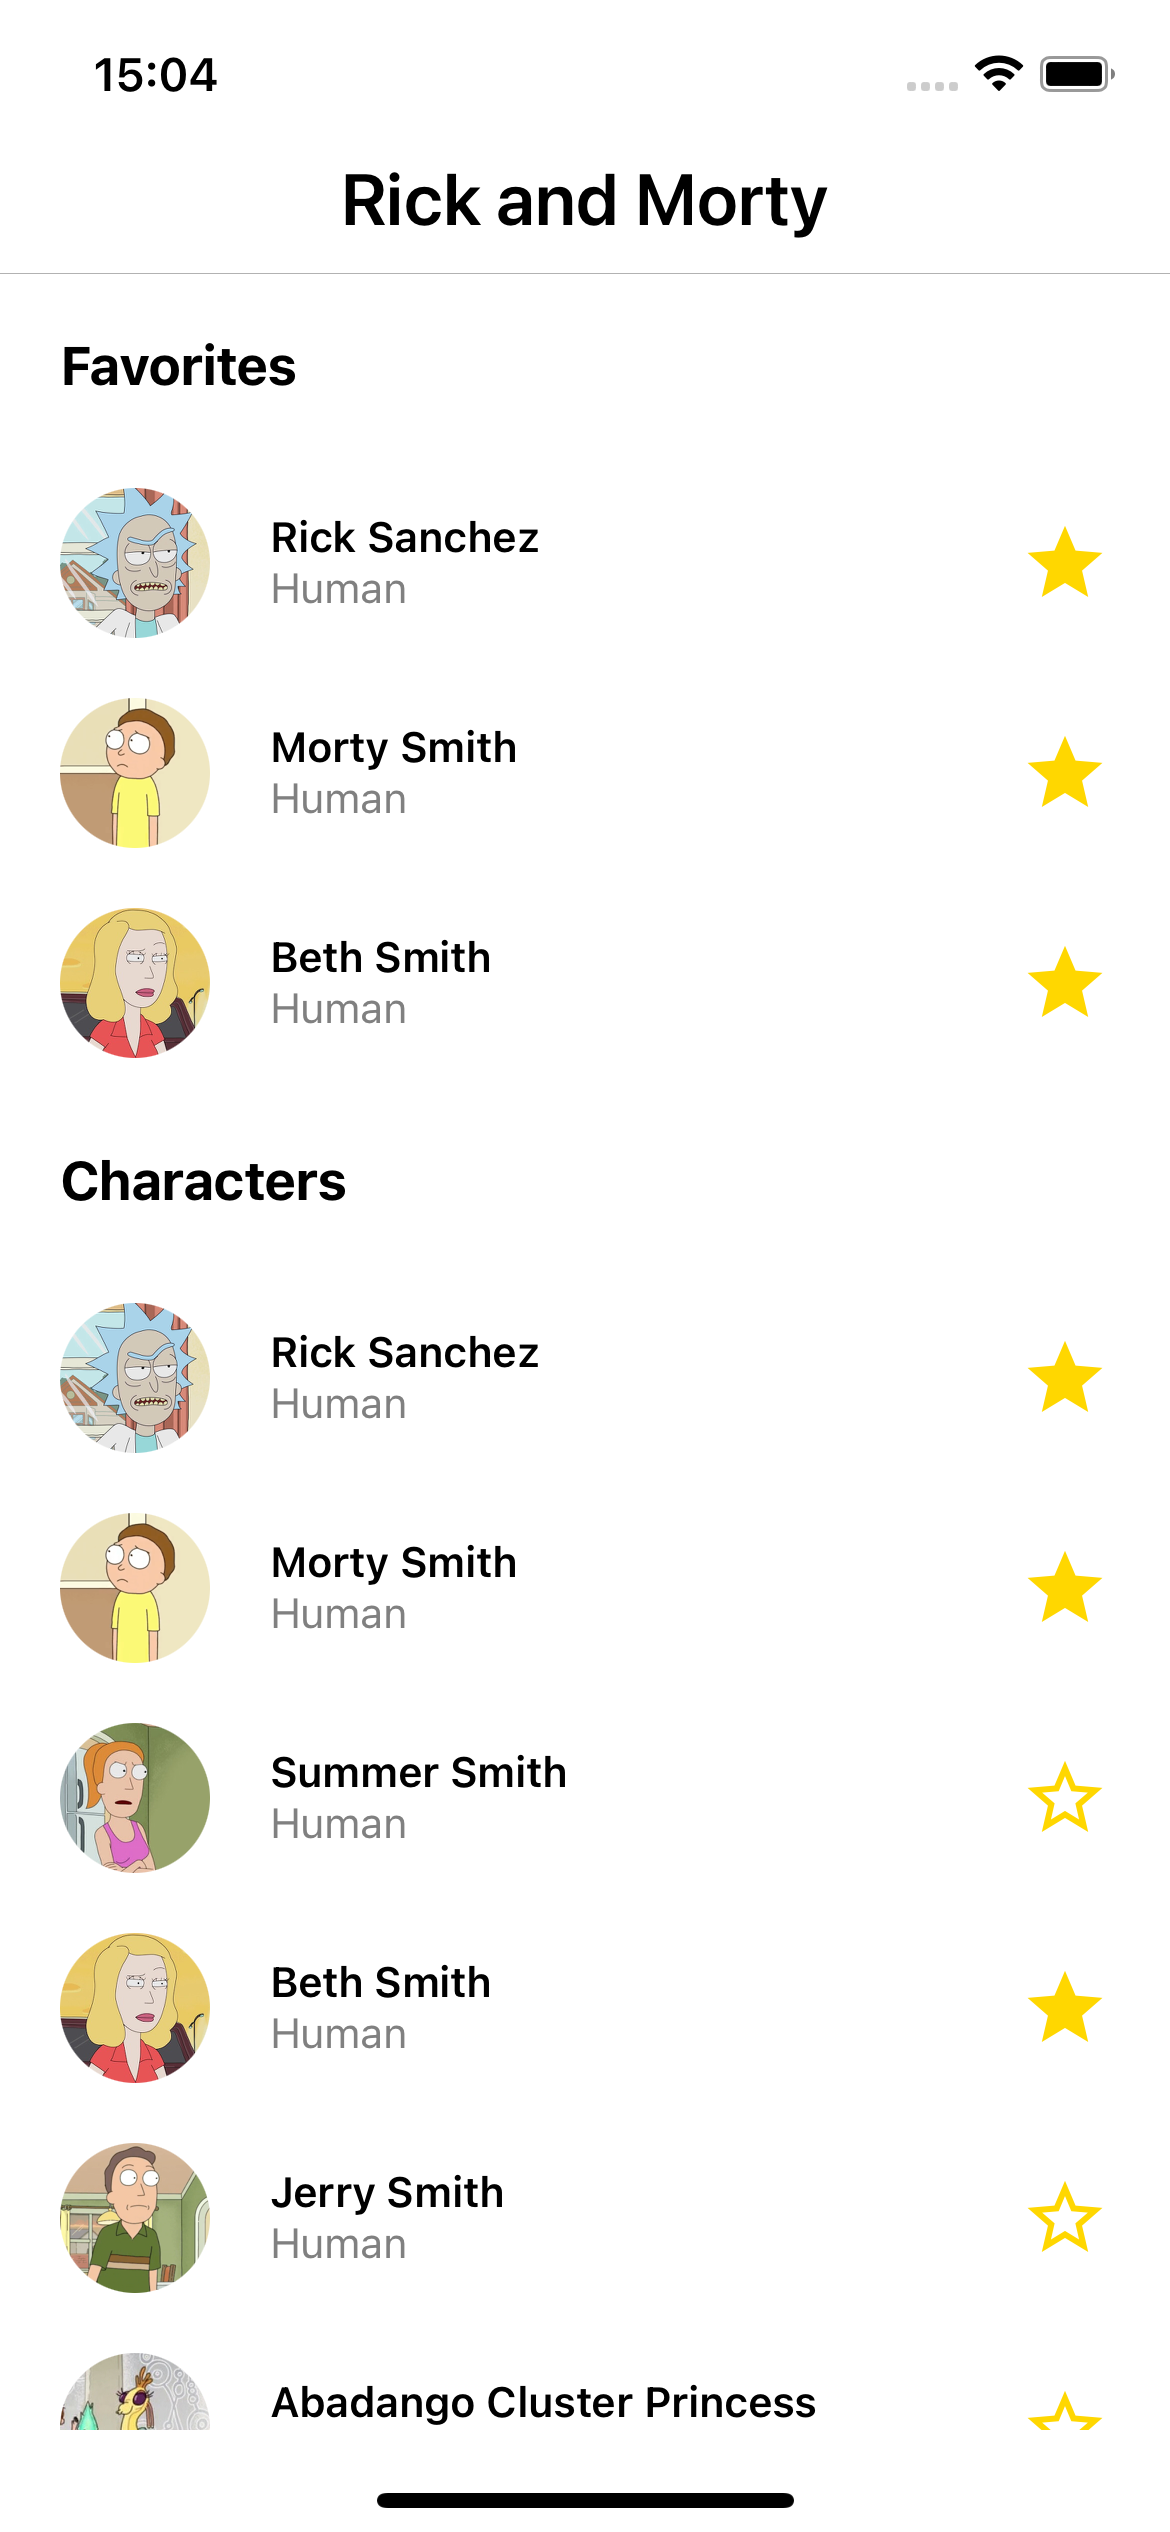 15:04
Rick and Morty
Favorites
Rick Sanchez
Human
Morty Smith
Human
Beth Smith
Human
Characters
Rick Sanchez
Human
Morty Smith
Human
Summer Smith
Human
Beth Smith
Human
Jerry Smith
Human
Abadango Cluster Princess